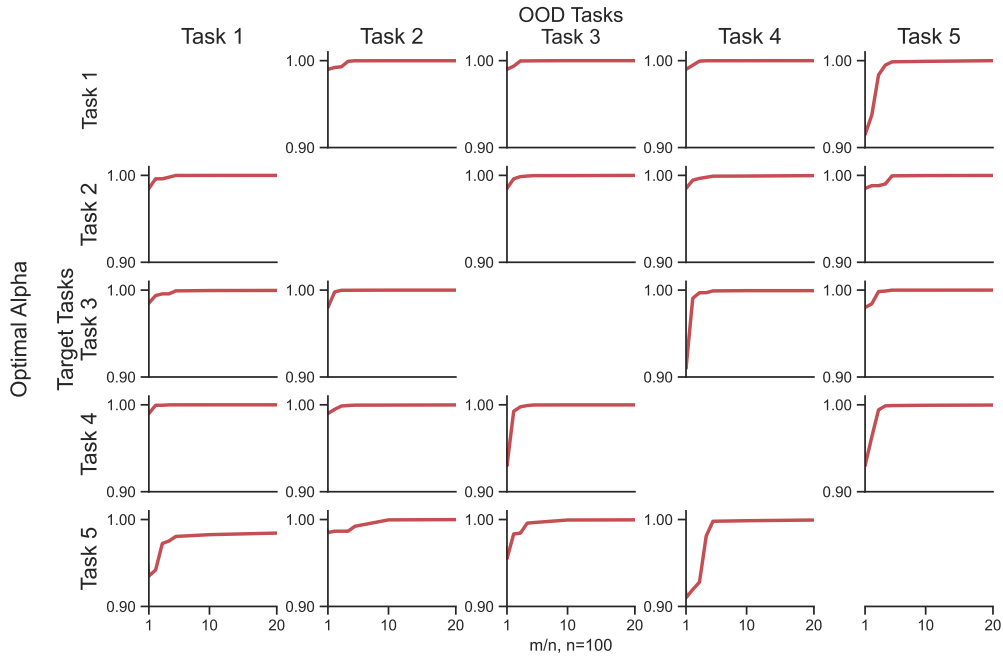 OOD Tasks
Task 1 Task 2 Task 3 Task 4 Task 5
Optimal Alpha
Target Tasks
Task 1
1.00 1.00 1.00 1.00
0.90 0.90 0.90 0.90
Task 2
1.00 1.00 1.00 1.00
0.90 0.90 0.90 0.90
Task 3
1.00 1.00 1.00 1.00
0.90 0.90 0.90 0.90
Task 4
1.00 1.00 1.00 1.00
0.90 0.90 0.90 0.90
Task 5
1.00 1.00 1.00 1.00
0.90 0.90 0.90 0.90
1 10 20 1 10 20 1 10 20 1 10 20 1 10 20
m/n, n=100